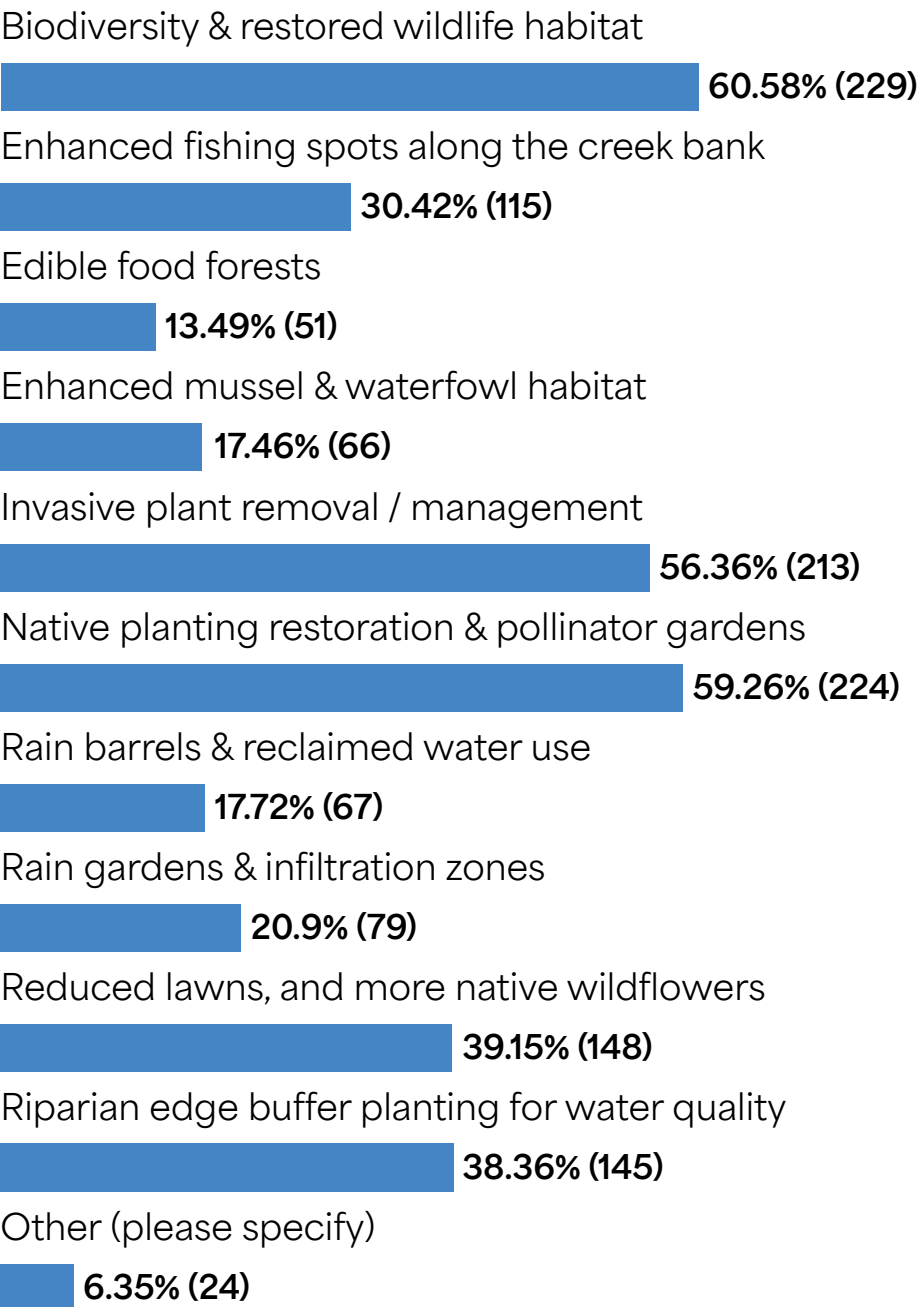 Biodiversity & restored wildlife habitat
60.58% (229)
Enhanced fishing spots along the creek bank
30.42% (115)
Edible food forests
13.49% (51)
Enhanced mussel & waterfowl habitat
17.46% (66)
Invasive plant removal / management
56.36% (213)
Native planting restoration & pollinator gardens
59.26% (224)
Rain barrels & reclaimed water use
17.72% (67)
Rain gardens & infiltration zones
20.9% (79)
Reduced lawns, and more native wildflowers
39.15% (148)
Riparian edge buffer planting for water quality
38.36% (145)
Other (please specify)
6.35% (24)